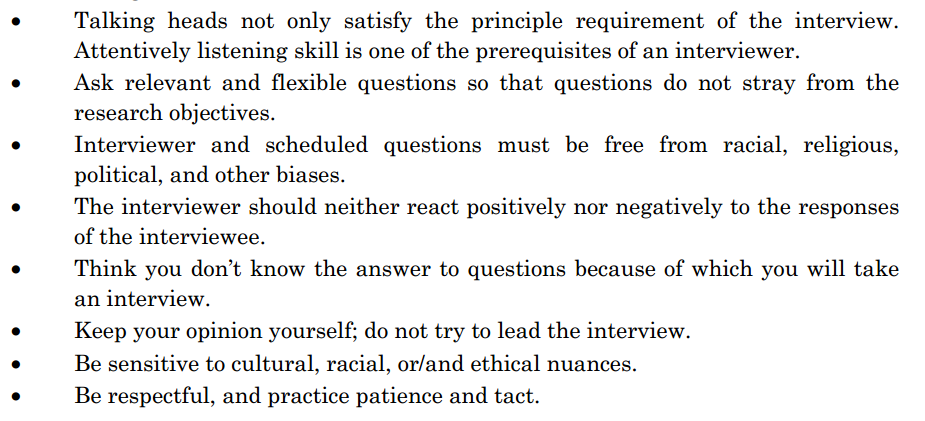 • Talking heads not only satisfy the principle requirement of the interview.
Attentively listening skill is one of the prerequisites of an interviewer.
• Ask relevant and flexible questions so that questions do not stray from the
research objectives.
• Interviewer and scheduled questions must be free from racial, religious,
political, and other biases.
• The interviewer should neither react positively nor negatively to the responses
of the interviewee.
• Think you don’t know the answer to questions because of which you will take
an interview.
• Keep your opinion yourself; do not try to lead the interview.
• Be sensitive to cultural, racial, or/and ethical nuances.
• Be respectful, and practice patience and tact.